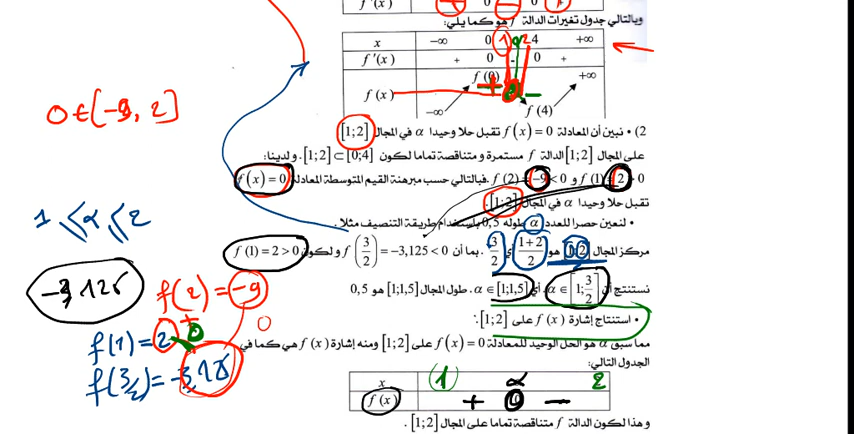 f'(x) + 0 − 0 +
وبالتالي جدول تغيرات الدالة f هو كما يلي:
x −∞ 0 1 α 2 4 +∞
f'(x) + 0 - 0 +
f(x) −∞ f(0) + 0 − f(4) +∞
0∈[-9, 2]
2) • نبين أن المعادلة f(x)=0 تقبل حلا وحيدا α في المجال [1;2]
على المجال [1;2] الدالة f مستمرة و متناقصة تماما لكون [1;2]⊂[0;4] . ولدينا:
f(1)=2>0 و f(2)=−9<0 . فبالتالي حسب مبرهنة القيم المتوسطة المعادلة f(x)=0
تقبل حلا وحيدا α في المجال [1;2].
1 ≤ α ≤ 2
• لنعين حصرا للعدد α طوله 0,5 باستخدام طريقة التنصيف مثلا .
مركز المجال [1;2] هو (1+2)/2 أي 3/2 . بما أن f(3/2)=−3,125<0 و لكون f(1)=2>0
نستنتج أن α∈[1;3/2] أي α∈[1;1,5] . طول المجال [1;1,5] هو 0,5
-3,125
f(2)=-9
+ 0 0
f(1)=2
f(3/2)=-3,125
• استنتاج إشارة f(x) على [1;2]:
مما سبق α هو الحل الوحيد للمعادلة f(x)=0 على [1;2] ومنه إشارة f(x) هي كما في
الجدول التالي:
x 1 α 2
f(x) + 0 −
و هذا لكون الدالة f متناقصة تماما على المجال [1;2] .